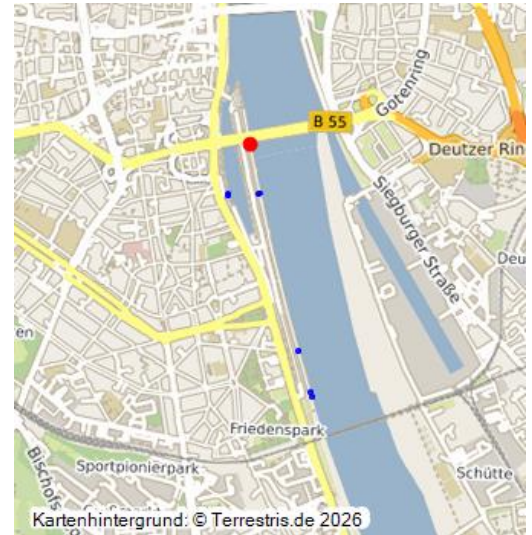 Gotenring
B 55
Deutzer Rin
Siegburger Straße
Deu
en
Friedenspark
Sportpionierpark
Schütte
Bischofs
Kartenhintergrund: © Terrestris.de 2026